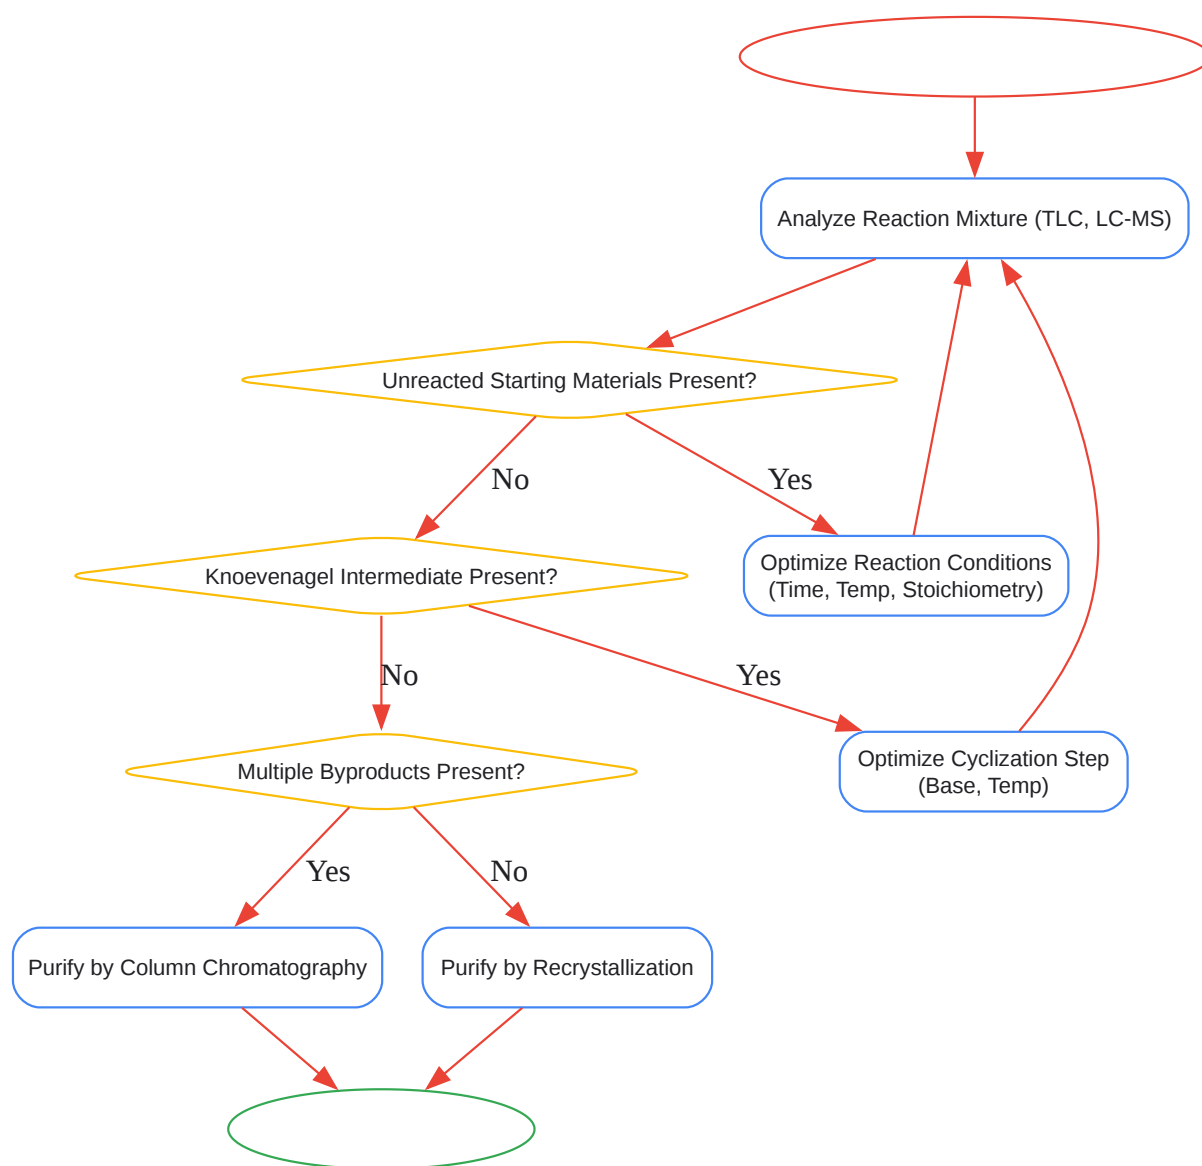 Analyze Reaction Mixture (TLC, LC-MS)
Unreacted Starting Materials Present?
No
Yes
Optimize Reaction Conditions
(Time, Temp, Stoichiometry)
Knoevenagel Intermediate Present?
No
Yes
Optimize Cyclization Step
(Base, Temp)
Multiple Byproducts Present?
Yes
No
Purify by Column Chromatography
Purify by Recrystallization